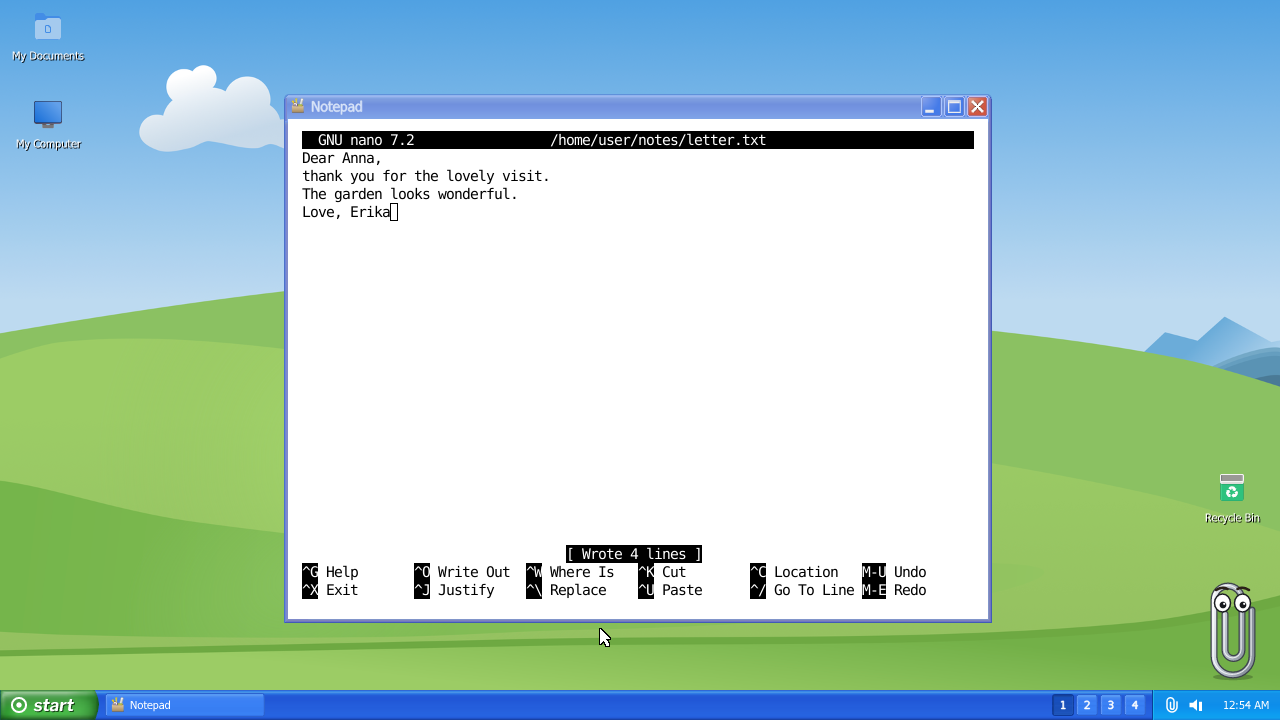 My Documents
My Computer
Notepad
GNU nano 7.2 /home/user/notes/letter.txt
Dear Anna,
thank you for the lovely visit.
The garden looks wonderful.
Love, Erika
[ Wrote 4 lines ]
^G Help ^O Write Out ^W Where Is ^K Cut ^C Location M-U Undo
^X Exit ^J Justify ^\ Replace ^U Paste ^/ Go To Line M-E Redo
Recycle Bin
start Notepad 1 2 3 4 12:54 AM